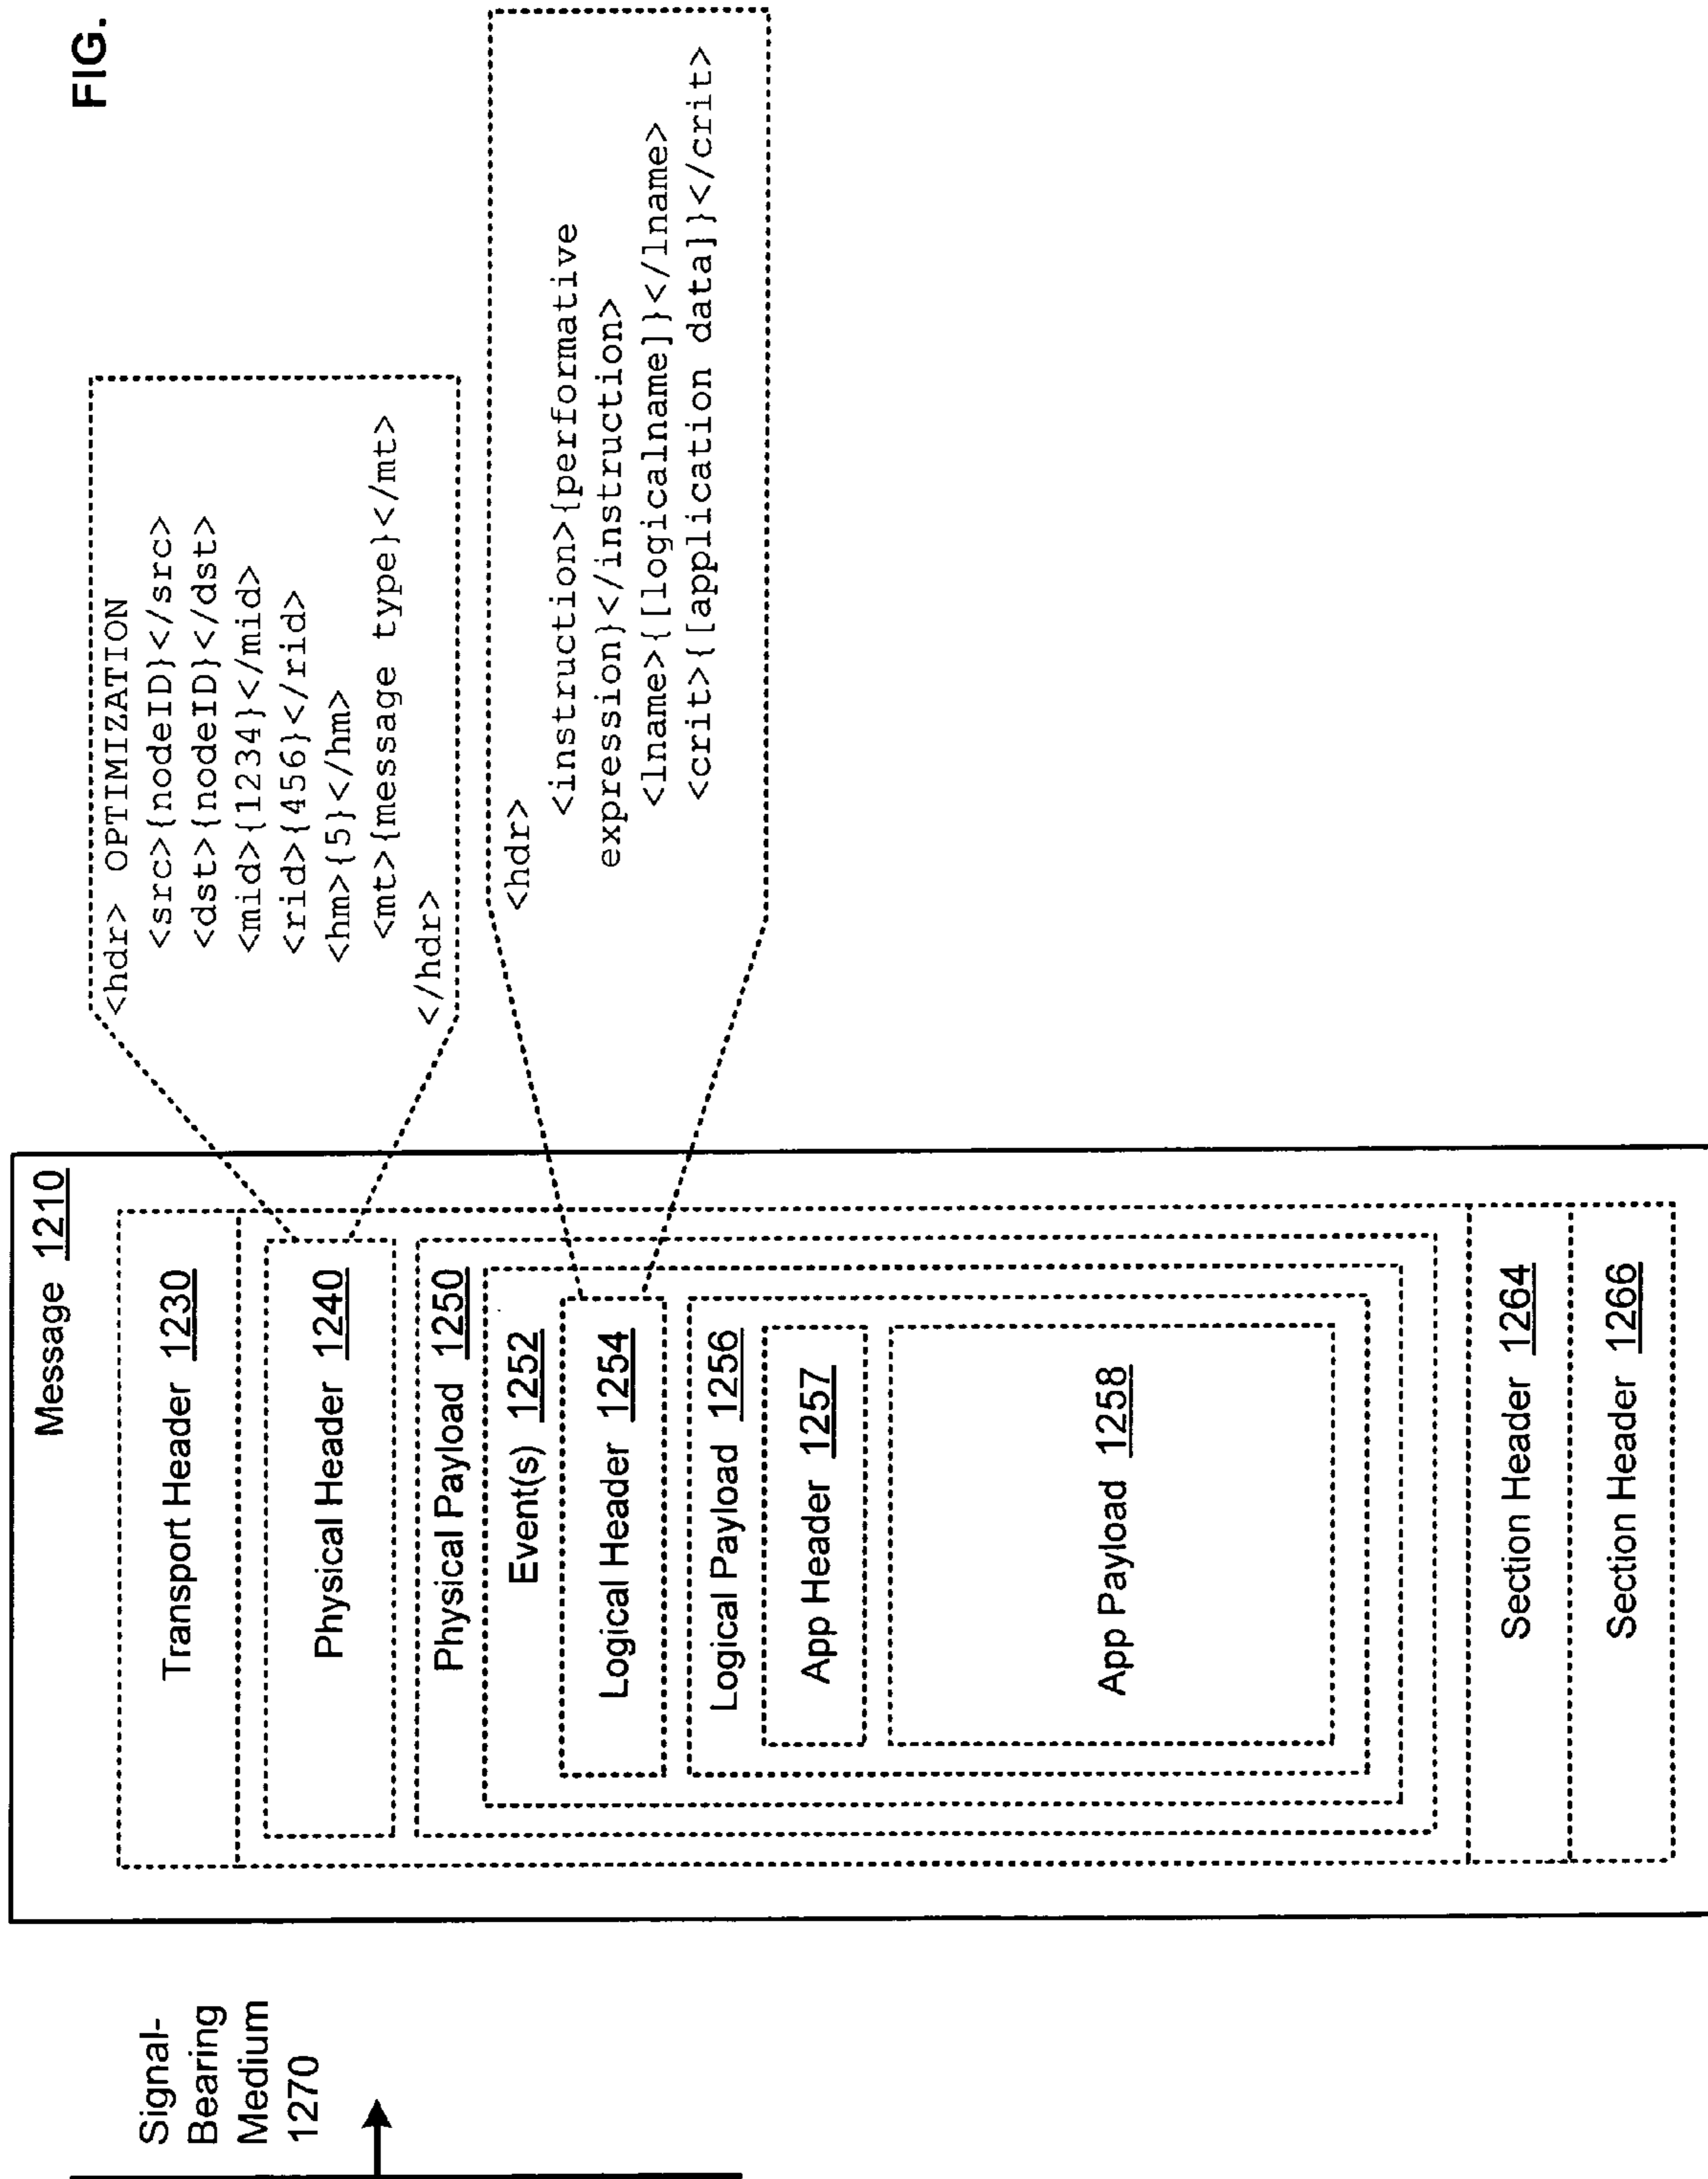 FIG.
Signal-
Bearing
Medium
1270
Message 1210
Transport Header 1230
Physical Header 1240
Physical Payload 1250
Event(s) 1252
Logical Header 1254
Logical Payload 1256
App Header 1257
App Payload 1258
Section Header 1264
Section Header 1266
<hdr> OPTIMIZATION
<src>{nodeID}</src>
<dst>{nodeID}</dst>
<mid>{1234}</mid>
<rid>{456}</rid>
<hm>{5}</hm>
<mt>{message type}</mt>
</hdr>
<hdr>
<instruction>{performative
expression}</instruction>
<lname>{[logicalname]}</lname>
<crit>{[application data]}</crit>